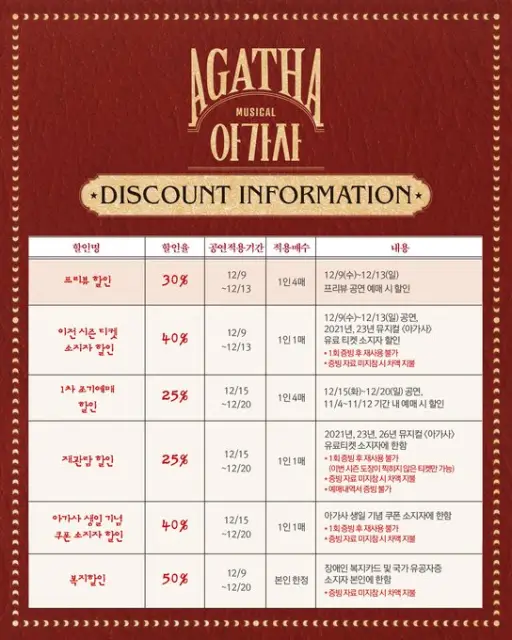 AGATHA
MUSICAL
아가사
DISCOUNT INFORMATION
할인명 할인율 공연적용기간 적용매수 내용
프리뷰 할인 30% 12/9 ~12/13 1인 4매 12/9(수)~12/13(일)
프리뷰 공연 예매 시 할인
이전 시즌 티켓
소지자 할인
40%
12/9
~12/13
1인 1매
12/9(수)~12/13(일) 공연,
2021년, 23년 뮤지컬 <아가사>
유료 티켓 소지자 할인
* 1회 증빙 후 재사용 불가
* 증빙 자료 미지참 시 차액 지불
1차 조기예매
할인
25%
12/15
~12/20
1인 4매
12/15(화)~12/20(일) 공연,
11/4~11/12 기간 내 예매 시 할인
재관람 할인
25%
12/15
~12/20
1인 1매
2021년, 23년, 26년 뮤지컬 <아가사>
유료티켓 소지자에 한함
* 1회 증빙 후 재사용 불가
(이번 시즌 도장이 찍히지 않은 티켓만 가능)
* 증빙 자료 미지참 시 차액 지불
* 예매내역서 증빙 불가
아가사 생일 기념
쿠폰 소지자 할인
40%
12/15
~12/20
1인 1매
아가사 생일 기념 쿠폰 소지자에 한함
* 1회 증빙 후 재사용 불가
* 증빙 자료 미지참 시 차액 지불
복지할인
50%
12/9
~12/20
본인 한정
장애인 복지카드 및 국가 유공자증
소지자 본인에 한함
* 증빙 자료 미지참 시 차액 지불